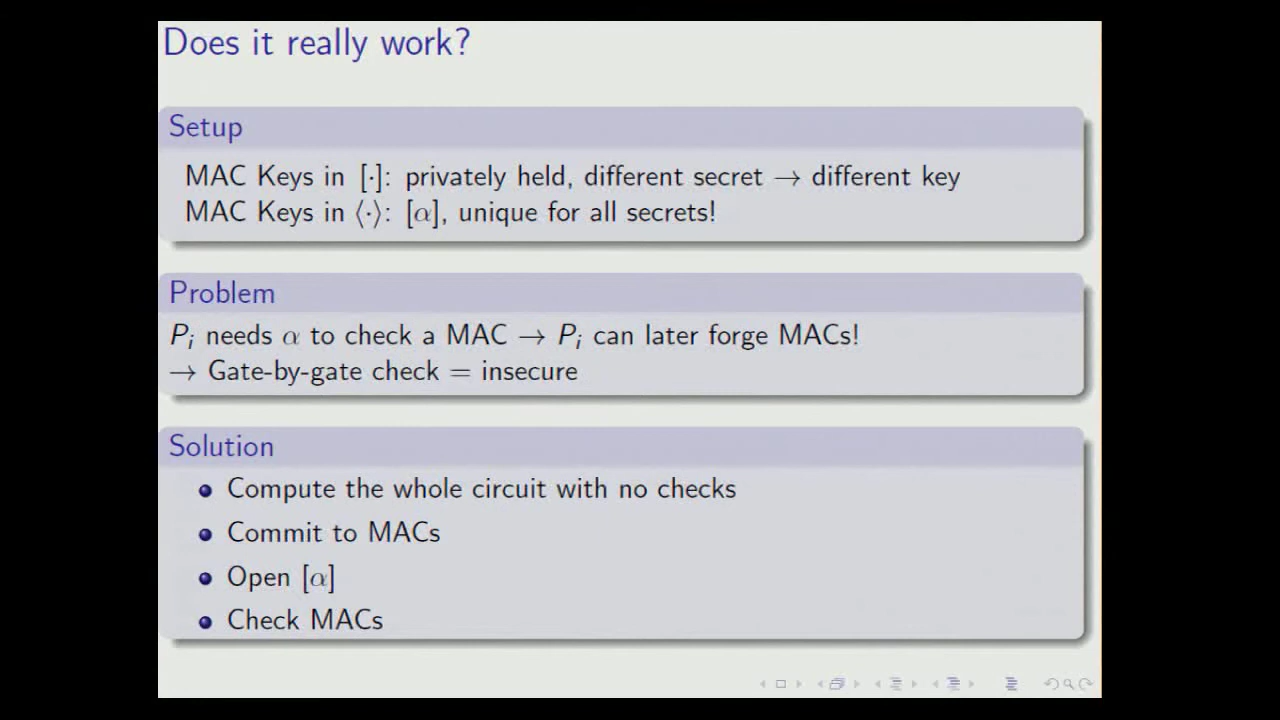 Does it really work?
Setup
MAC Keys in [·]: privately held, different secret → different key
MAC Keys in ⟨·⟩: [α], unique for all secrets!
Problem
Pᵢ needs α to check a MAC → Pᵢ can later forge MACs!
→ Gate-by-gate check = insecure
Solution
Compute the whole circuit with no checks
Commit to MACs
Open [α]
Check MACs